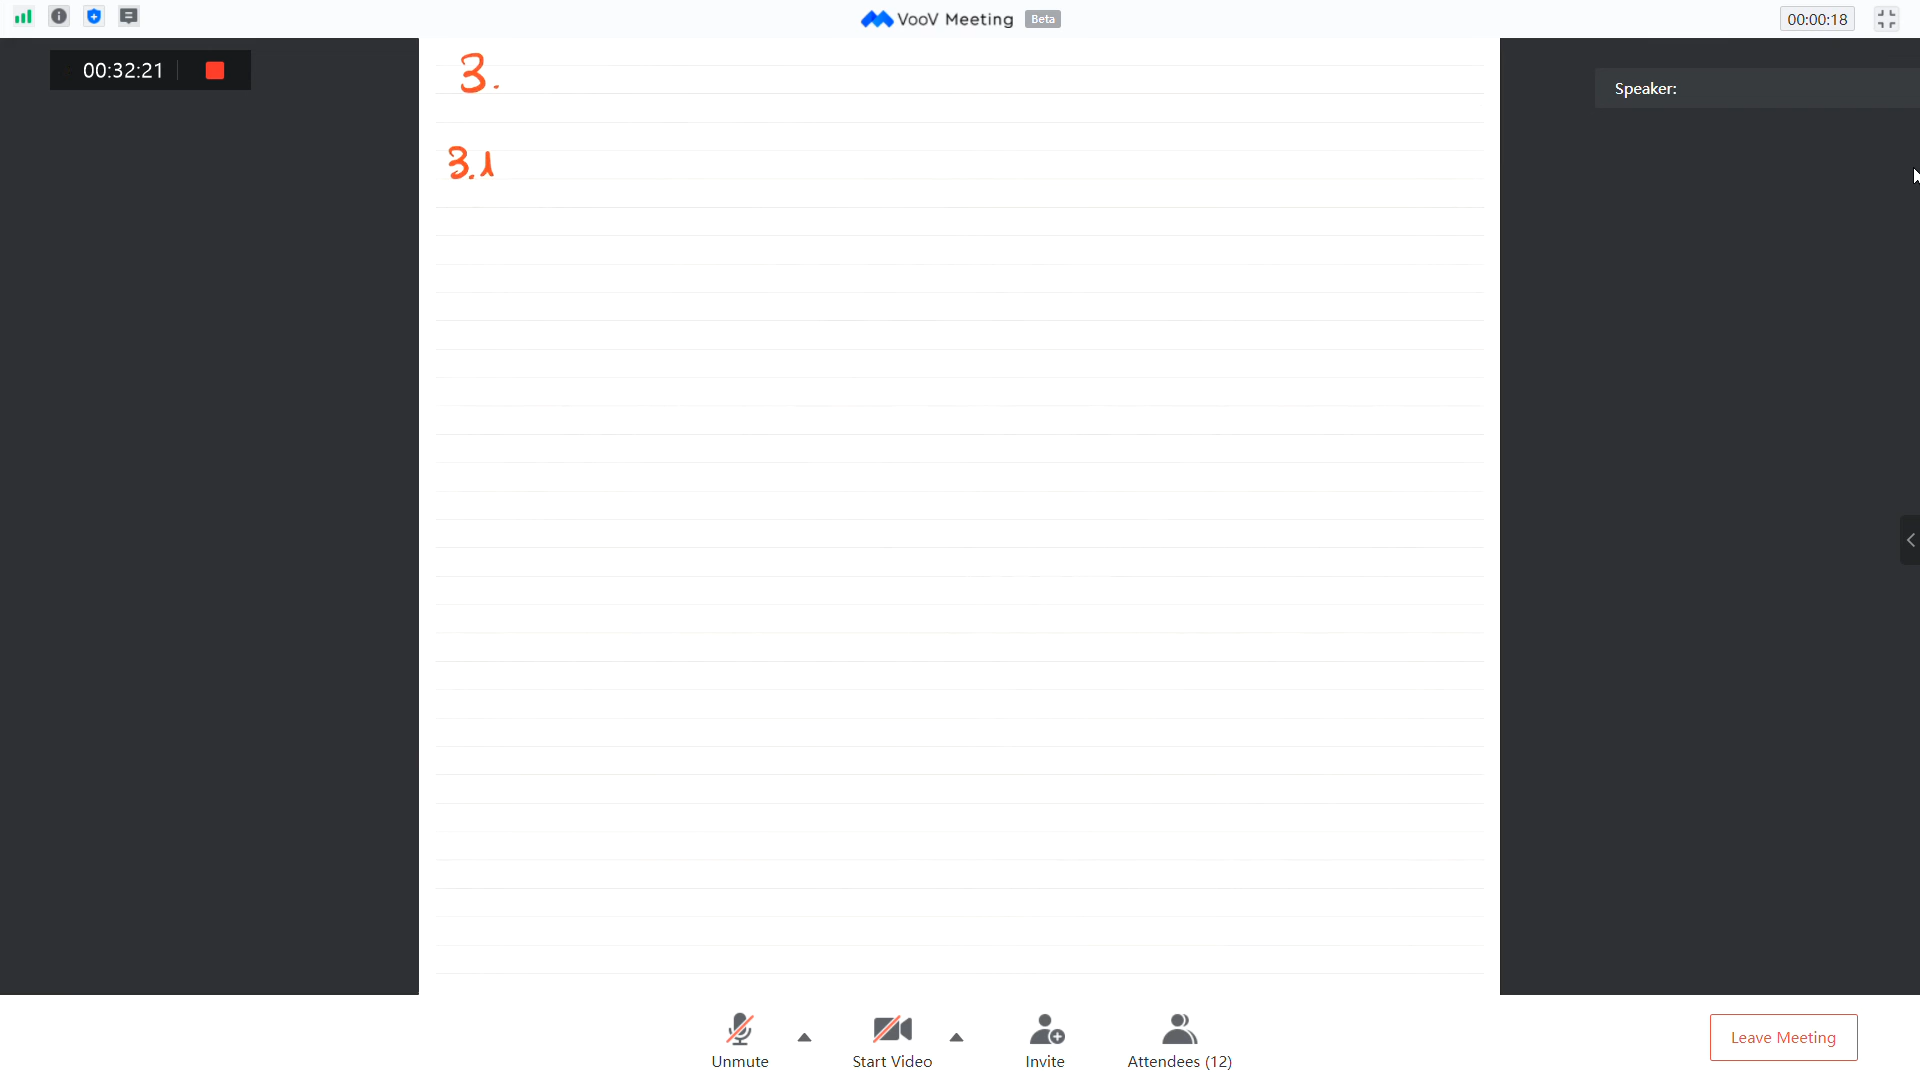 VooV Meeting Beta 00:00:18
00:32:21
Speaker:
3.
3.1
Unmute Start Video Invite Attendees (12) Leave Meeting